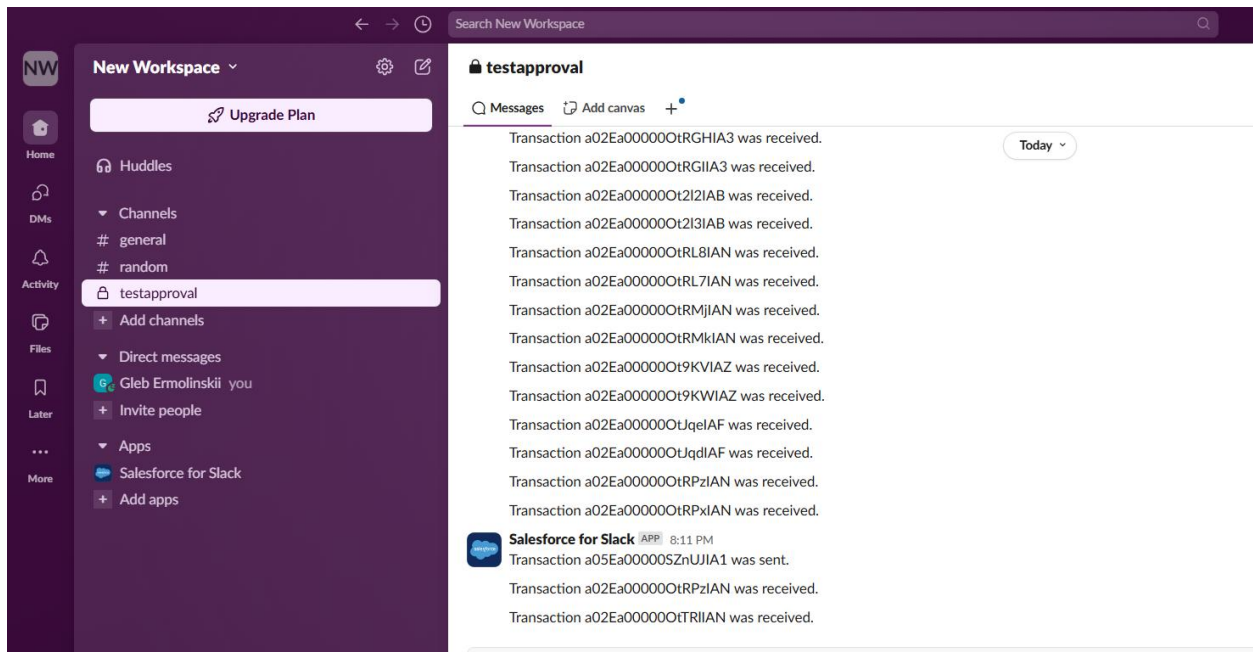 Search New Workspace
NW
New Workspace
Upgrade Plan
Home
DMs
Activity
Files
Later
More
Huddles
Channels
# general
# random
testapproval
+ Add channels
Direct messages
G Gleb Ermolinskii you
+ Invite people
Apps
Salesforce for Slack
+ Add apps
testapproval
Messages
Add canvas
+
Today
Transaction a02Ea00000OtRGHIA3 was received.
Transaction a02Ea00000OtRGIIA3 was received.
Transaction a02Ea00000Ot2I2IAB was received.
Transaction a02Ea00000Ot2I3IAB was received.
Transaction a02Ea00000OtRL8IAN was received.
Transaction a02Ea00000OtRL7IAN was received.
Transaction a02Ea00000OtRMjIAN was received.
Transaction a02Ea00000OtRMkIAN was received.
Transaction a02Ea00000Ot9KVIAZ was received.
Transaction a02Ea00000Ot9KWIAZ was received.
Transaction a02Ea00000OtJqeIAF was received.
Transaction a02Ea00000OtJqdIAF was received.
Transaction a02Ea00000OtRPzIAN was received.
Transaction a02Ea00000OtRPxIAN was received.
Salesforce for Slack APP 8:11 PM
Transaction a05Ea00000SZnUJIA1 was sent.
Transaction a02Ea00000OtRPzIAN was received.
Transaction a02Ea00000OtTRlIAN was received.